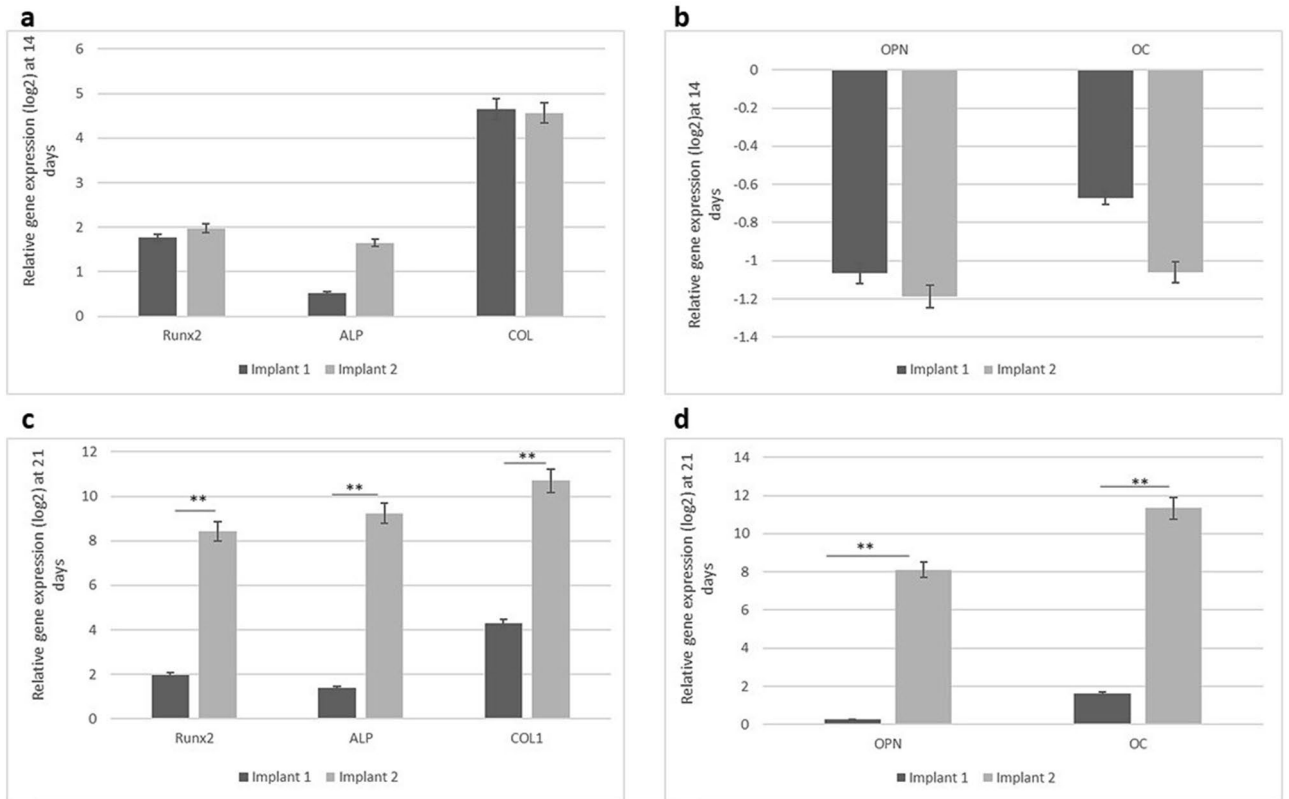 a
Relative gene expression (log2) at 14
days
6
5
4
3
2
1
0
Runx2 ALP COL
Implant 1 Implant 2
b
Relative gene expression (log2)at 14
days
OPN OC
0
-0.2
-0.4
-0.6
-0.8
-1
-1.2
-1.4
Implant 1 Implant 2
c
Relative gene expression (log2) at 21
days
12
10
8
6
4
2
0
** ** **
Runx2 ALP COL1
Implant 1 Implant 2
d
Relative gene expression (log2) at 21
days
14
12
10
8
6
4
2
0
** **
OPN OC
Implant 1 Implant 2